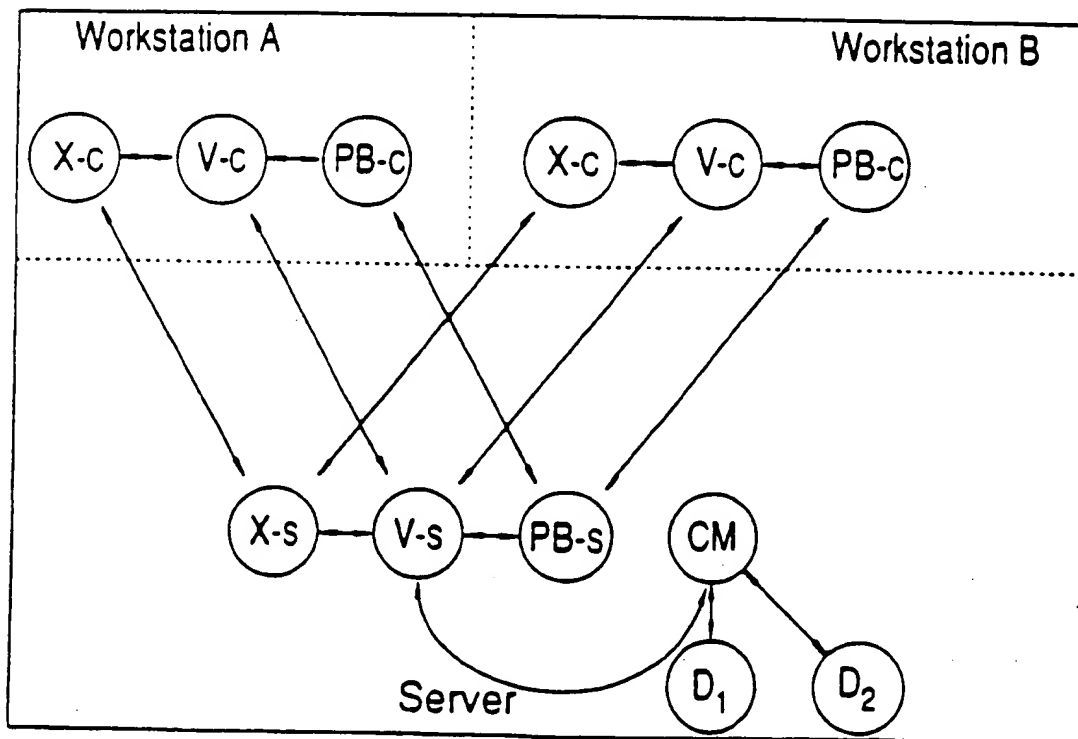 Workstation A
Workstation B
X-c V-c PB-c X-c V-c PB-c
X-s V-s PB-s CM
Server
D1 D2